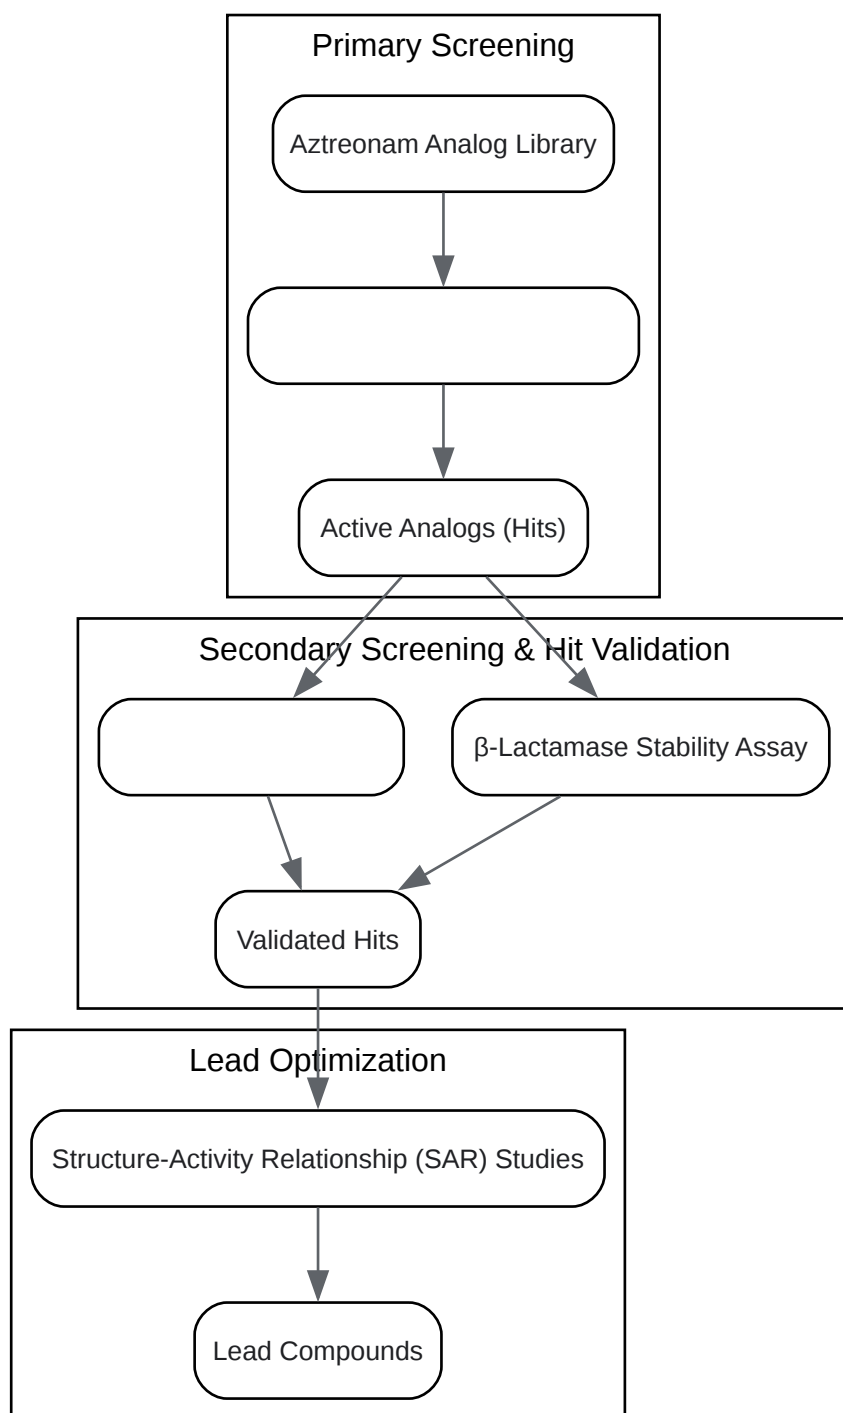 Primary Screening
Aztreonam Analog Library
Active Analogs (Hits)
Secondary Screening & Hit Validation
β-Lactamase Stability Assay
Validated Hits
Lead Optimization
Structure-Activity Relationship (SAR) Studies
Lead Compounds